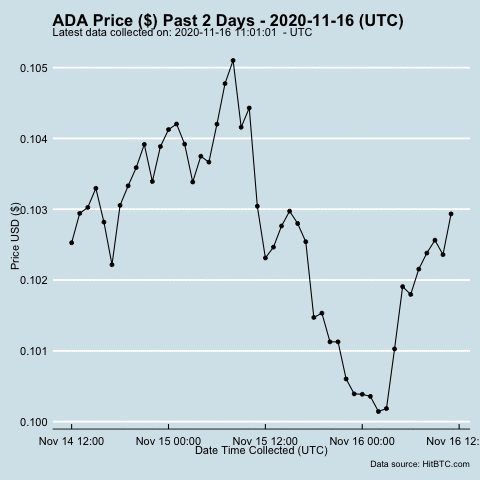 ADA Price ($) Past 2 Days - 2020-11-16 (UTC)
Latest data collected on: 2020-11-16 11:01:01 - UTC
0.105
0.104
0.103
0.102
0.101
0.100
Price USD ($)
Nov 14 12:00 Nov 15 00:00 Nov 15 12:00 Nov 16 00:00 Nov 16 12:
Date Time Collected (UTC)
Data source: HitBTC.com